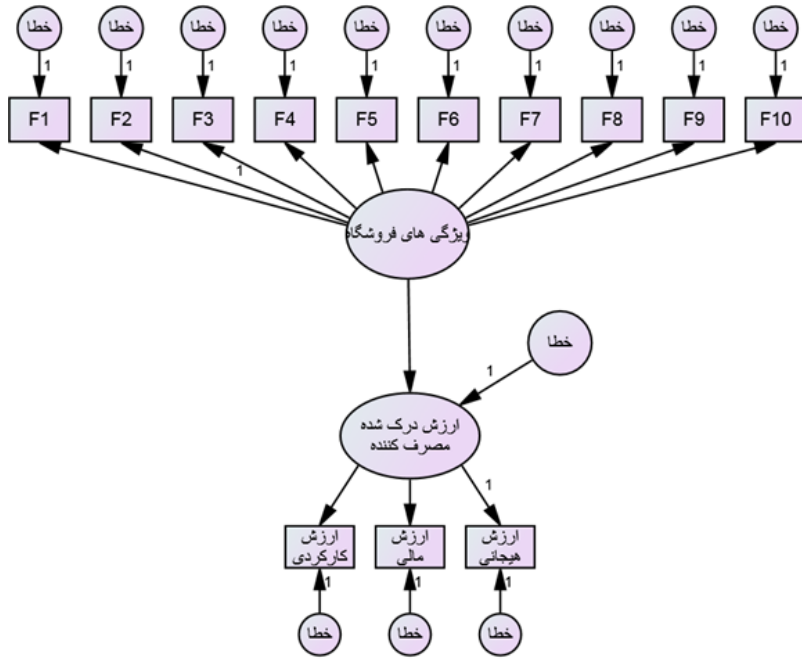 خطا خطا خطا خطا خطا خطا خطا خطا خطا خطا
1 1 1 1 1 1 1 1 1 1
F1 F2 F3 F4 F5 F6 F7 F8 F9 F10
1
ویژگی های فروشگاه
خطا
1
ارزش درک شده
مصرف کننده
1
ارزش
کارکردی
ارزش
مالی
ارزش
هیجانی
1 1 1
خطا خطا خطا